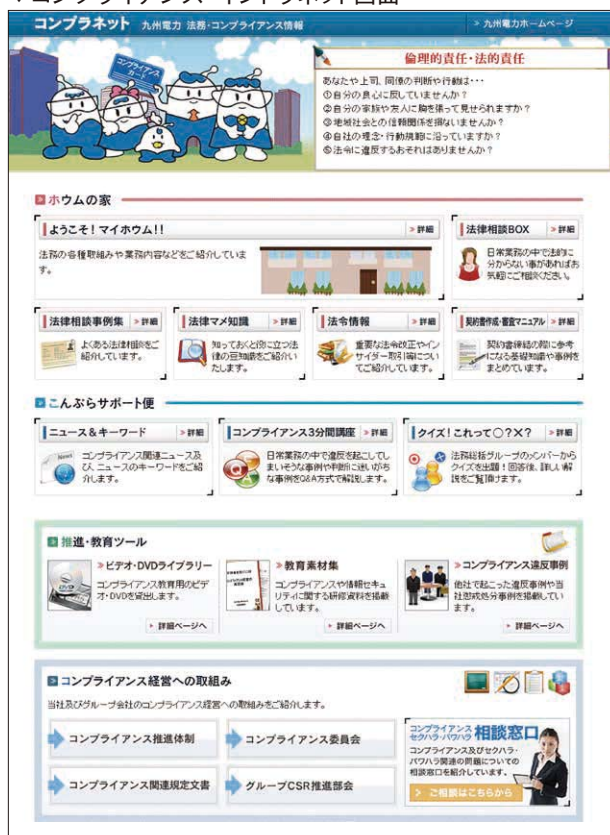 ▼コンプライアンス・イントラネット画面
コンプラネット 九州電力 法務・コンプライアンス情報
> 九州電力ホームページ
コンプライアンス
カード
倫理的責任・法的責任
あなたや上司、同僚の判断や行動は・・・
①自分の良心に反していませんか？
②自分の家族や友人に胸を張って見せられますか？
③地域社会との信頼関係を損ないませんか？
④自社の理念・行動規範に沿っていますか？
⑤法令に違反するおそれはありませんか？
ホウムの家
ようこそ！マイホウム!! > 詳細
法務の各種取組みや業務内容などをご紹介していま
す。
法律相談BOX > 詳細
日常業務の中で法的に
分からない事があればお
気軽にご相談ください。
法律相談事例集 > 詳細
よくある法律相談をご
紹介しています。
法律マメ知識 > 詳細
知っておくと役に立つ法
律の豆知識をご紹介い
たします。
法令情報 > 詳細
重要な法令改正やイン
サイダー取引等につい
てご紹介しています。
契約書作成・審査マニュアル > 詳細
契約書締結の際に参考
になる基礎知識や事例を
まとめています。
こんぷらサポート便
ニュース＆キーワード > 詳細
News
コンプライアンス関連ニュース及
び、ニュースのキーワードをご紹
介します。
コンプライアンス3分間講座 > 詳細
Q&A
日常業務の中で違反を起こしてし
まいそうな事例や判断に迷いがち
な事例をQ&A方式で解説します。
クイズ！これって○？×？ > 詳細
法務総括グループのメンバーから
クイズを出題！回答後、詳しい解
説をご覧頂けます。
推進・教育ツール
> ビデオ・DVDライブラリー
コンプライアンス教育用のビデ
オ・DVDを貸出します。
詳細ページへ
> 教育素材集
コンプライアンスや情報セキュ
リティに関する研修資料を掲載
しています。
詳細ページへ
> コンプライアンス違反事例
他社で起こった違反事例や当
社懲戒処分事例を掲載してい
ます。
詳細ページへ
コンプライアンス経営への取組み
当社及びグループ会社のコンプライアンス経営への取組みをご紹介します。
コンプライアンス推進体制
コンプライアンス委員会
コンプライアンス関連規定文書
グループCSR推進部会
コンプライアンス
セクハラ・パワハラ 相談窓口
コンプライアンス及びセクハラ・
パワハラ関連の問題についての
相談窓口を紹介しています。
> ご相談はこちらから